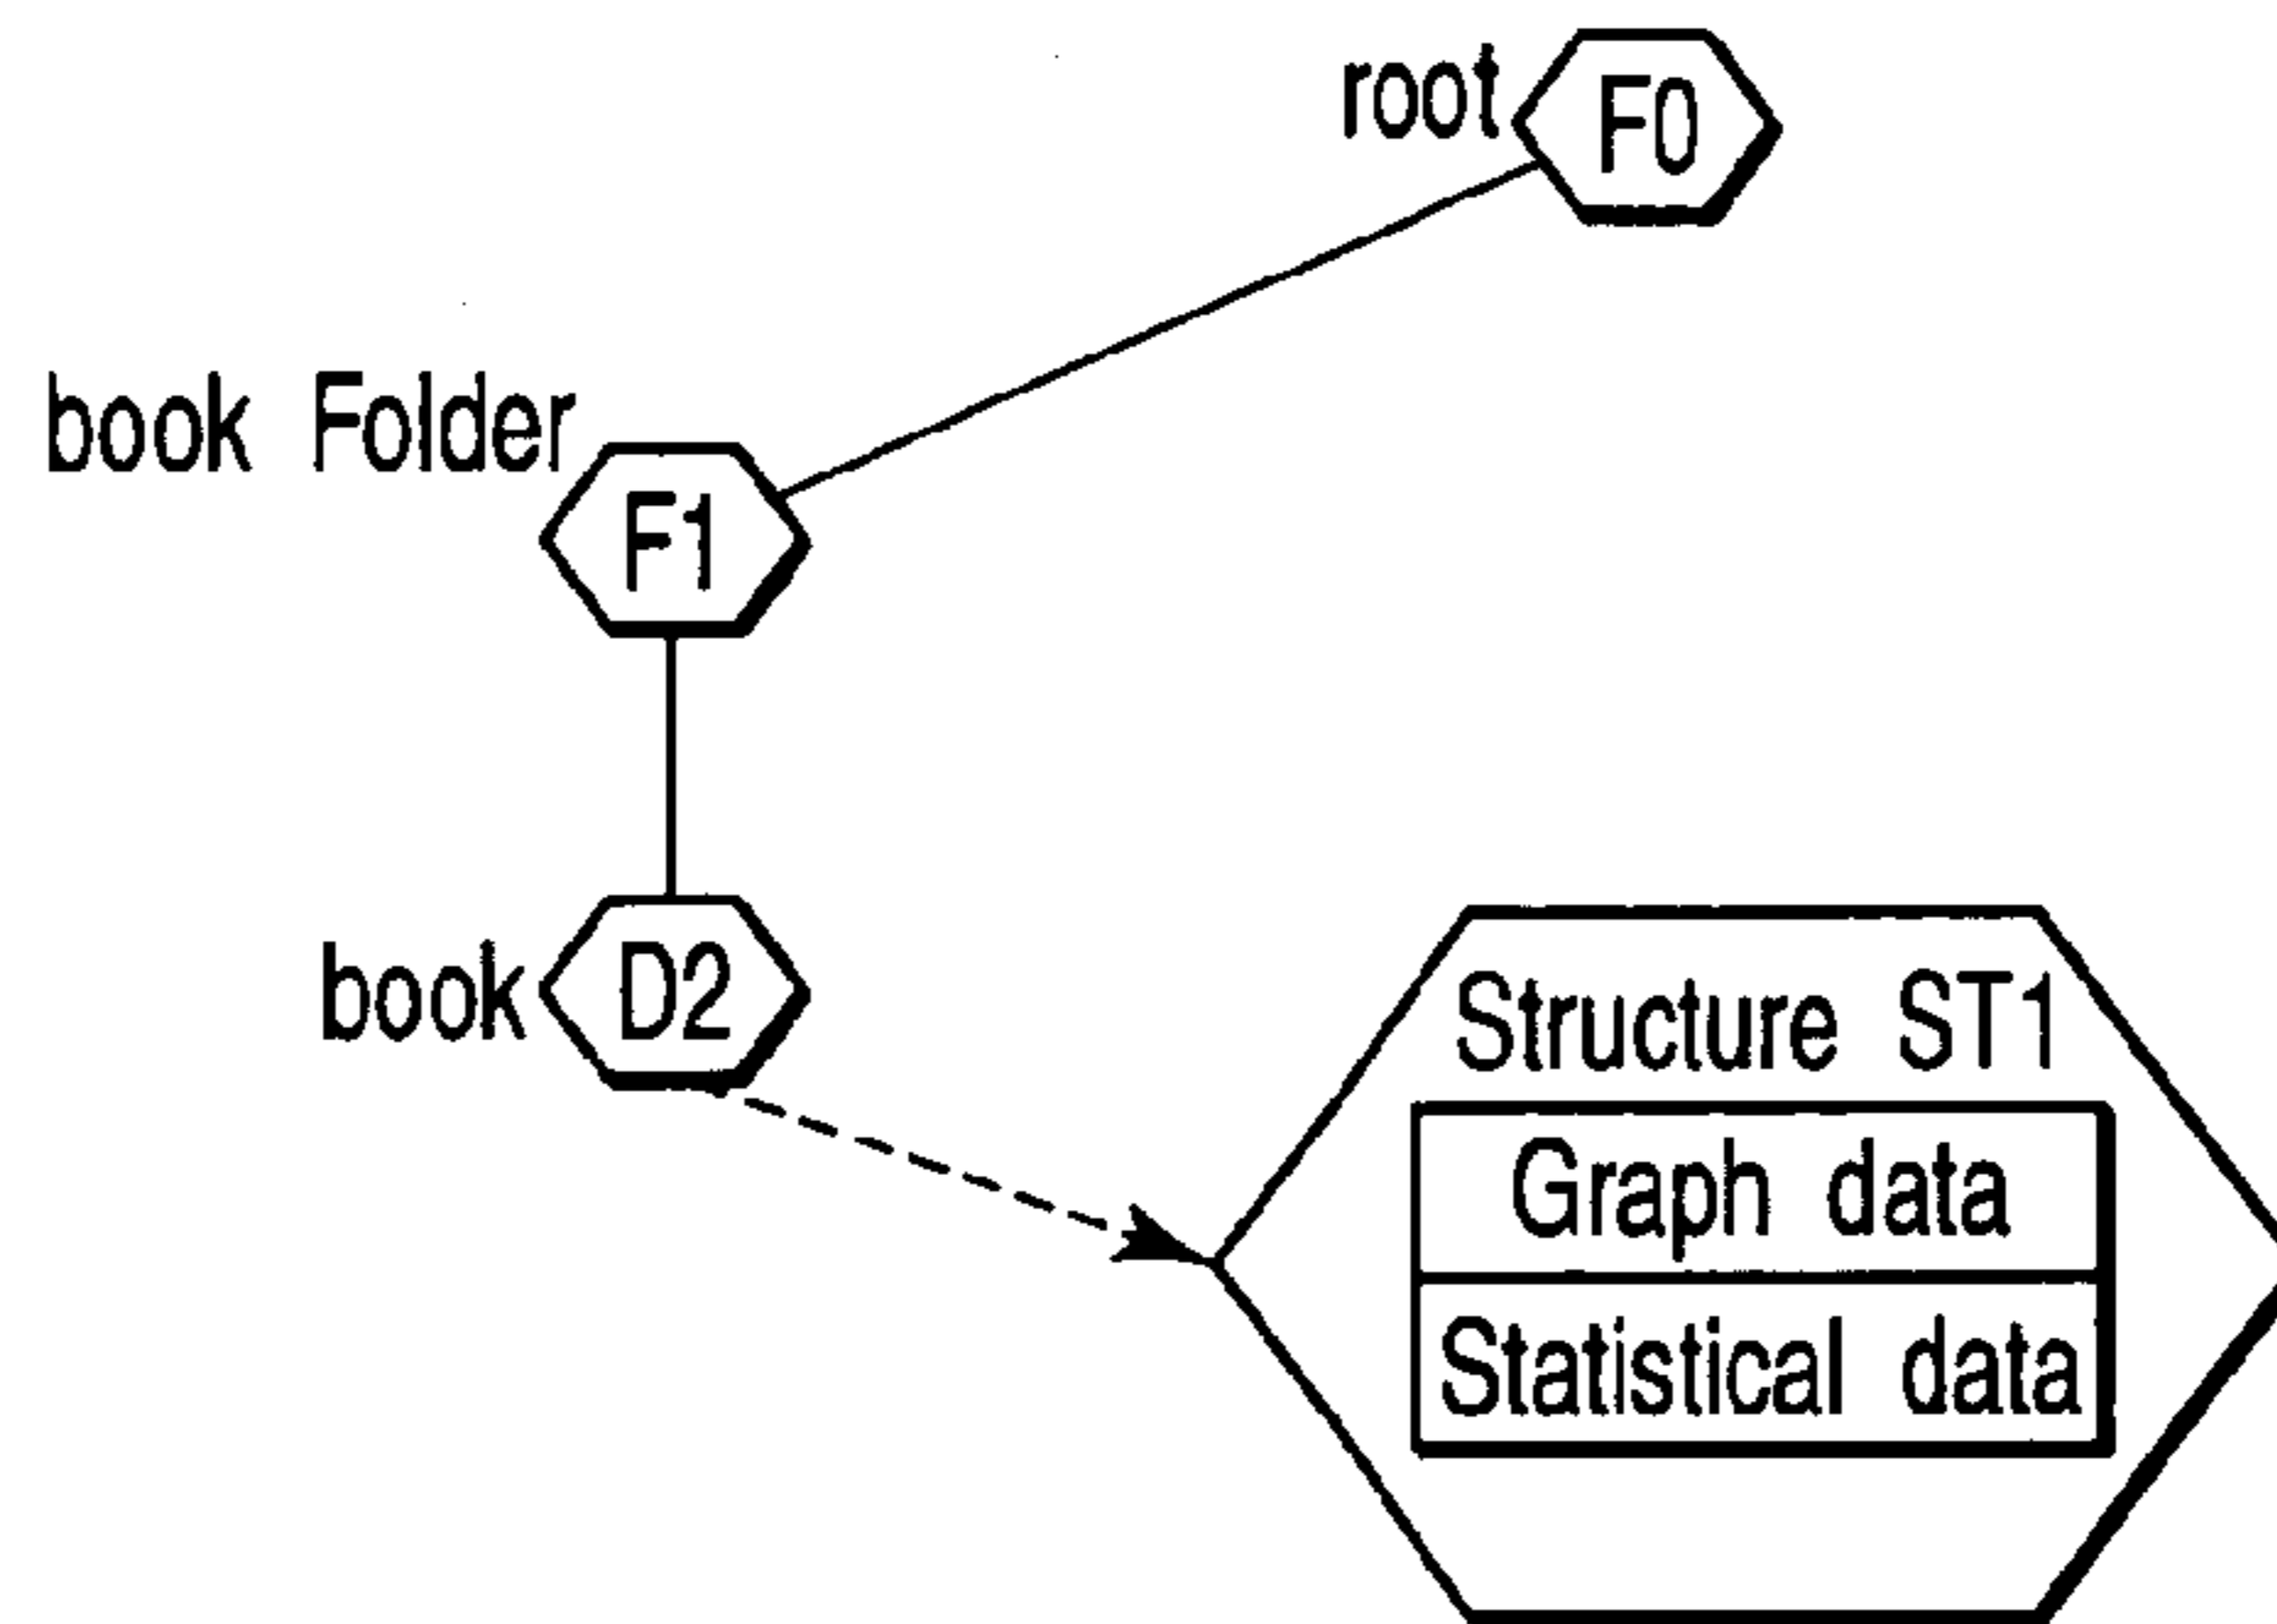 root F0
book Folder
F1
book D2
Structure ST1
Graph data
Statistical data